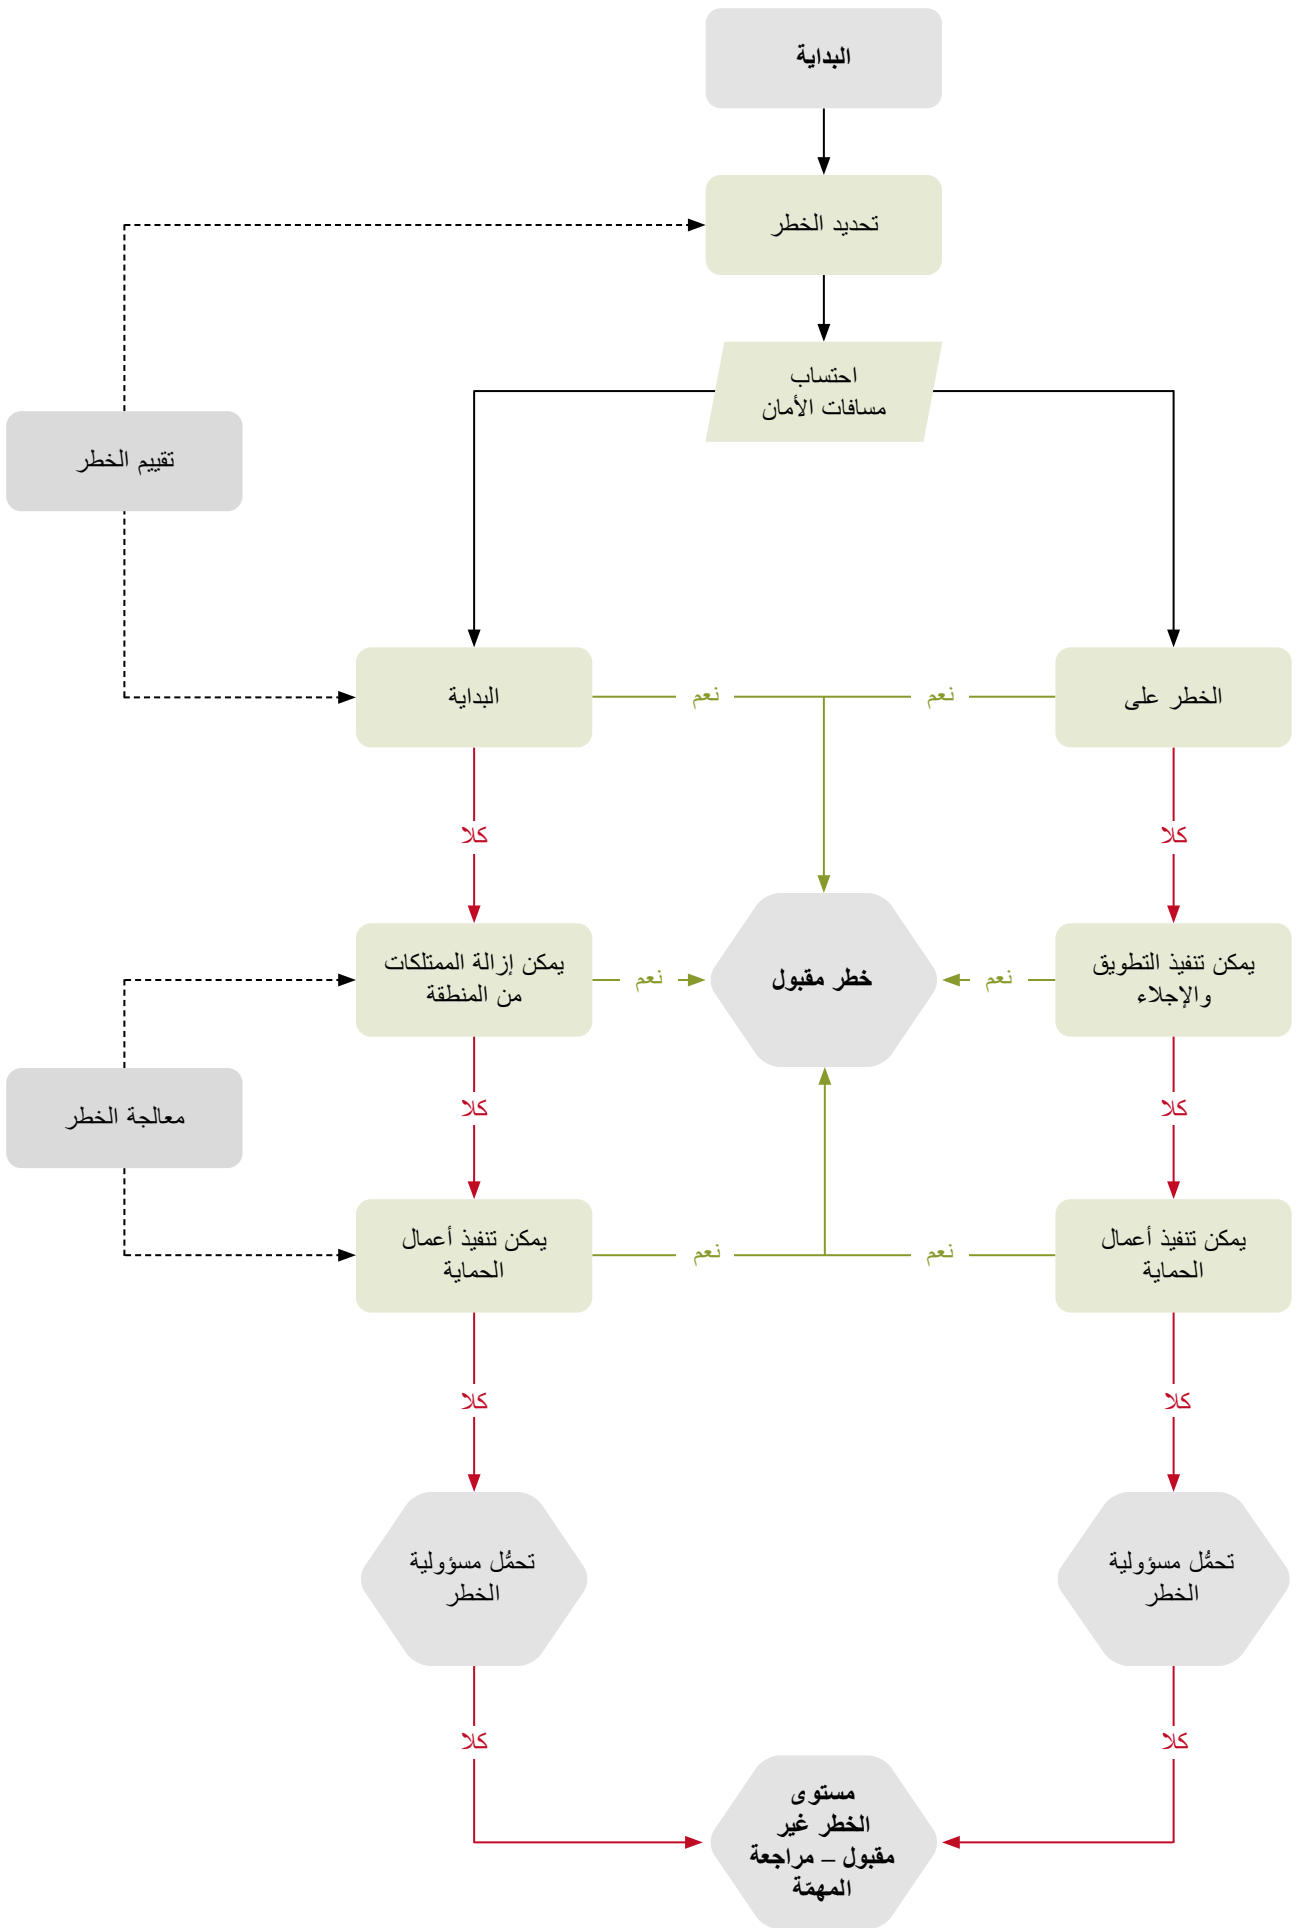 البداية
تحديد الخطر
احتساب
مسافات الأمان
تقييم الخطر
الخطر على
نعم
نعم
البداية
كلا
كلا
يمكن تنفيذ التطويق
والإجلاء
نعم
خطر مقبول
نعم
يمكن إزالة الممتلكات
من المنطقة
كلا
كلا
معالجة الخطر
يمكن تنفيذ أعمال
الحماية
نعم
نعم
يمكن تنفيذ أعمال
الحماية
كلا
كلا
تحمُّل مسؤولية
الخطر
تحمُّل مسؤولية
الخطر
كلا
كلا
مستوى
الخطر غير
مقبول – مراجعة
المهمّة